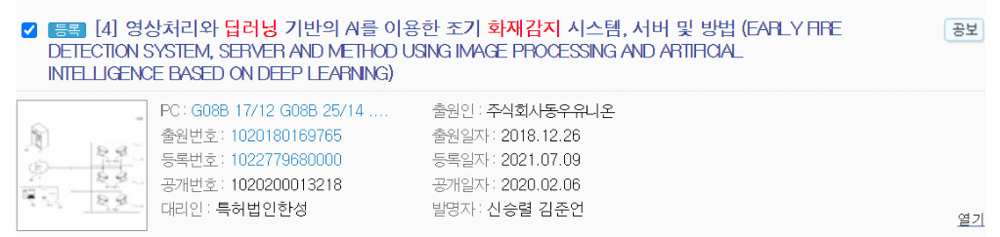 등록 [4] 영상처리와 딥러닝 기반의 AI를 이용한 조기 화재감지 시스템, 서버 및 방법 (EARLY FIRE 공보
DETECTION SYSTEM, SERVER AND METHOD USING IMAGE PROCESSING AND ARTIFICIAL
INTELLIGENCE BASED ON DEEP LEARNING)
PC : G08B 17/12 G08B 25/14 .... 출원인 : 주식회사동우유니온
출원번호 : 1020180169765 출원일자 : 2018.12.26
등록번호 : 1022779680000 등록일자 : 2021.07.09
공개번호 : 1020200013218 공개일자 : 2020.02.06
대리인 : 특허법인한성 발명자 : 신승렬 김준언
열기